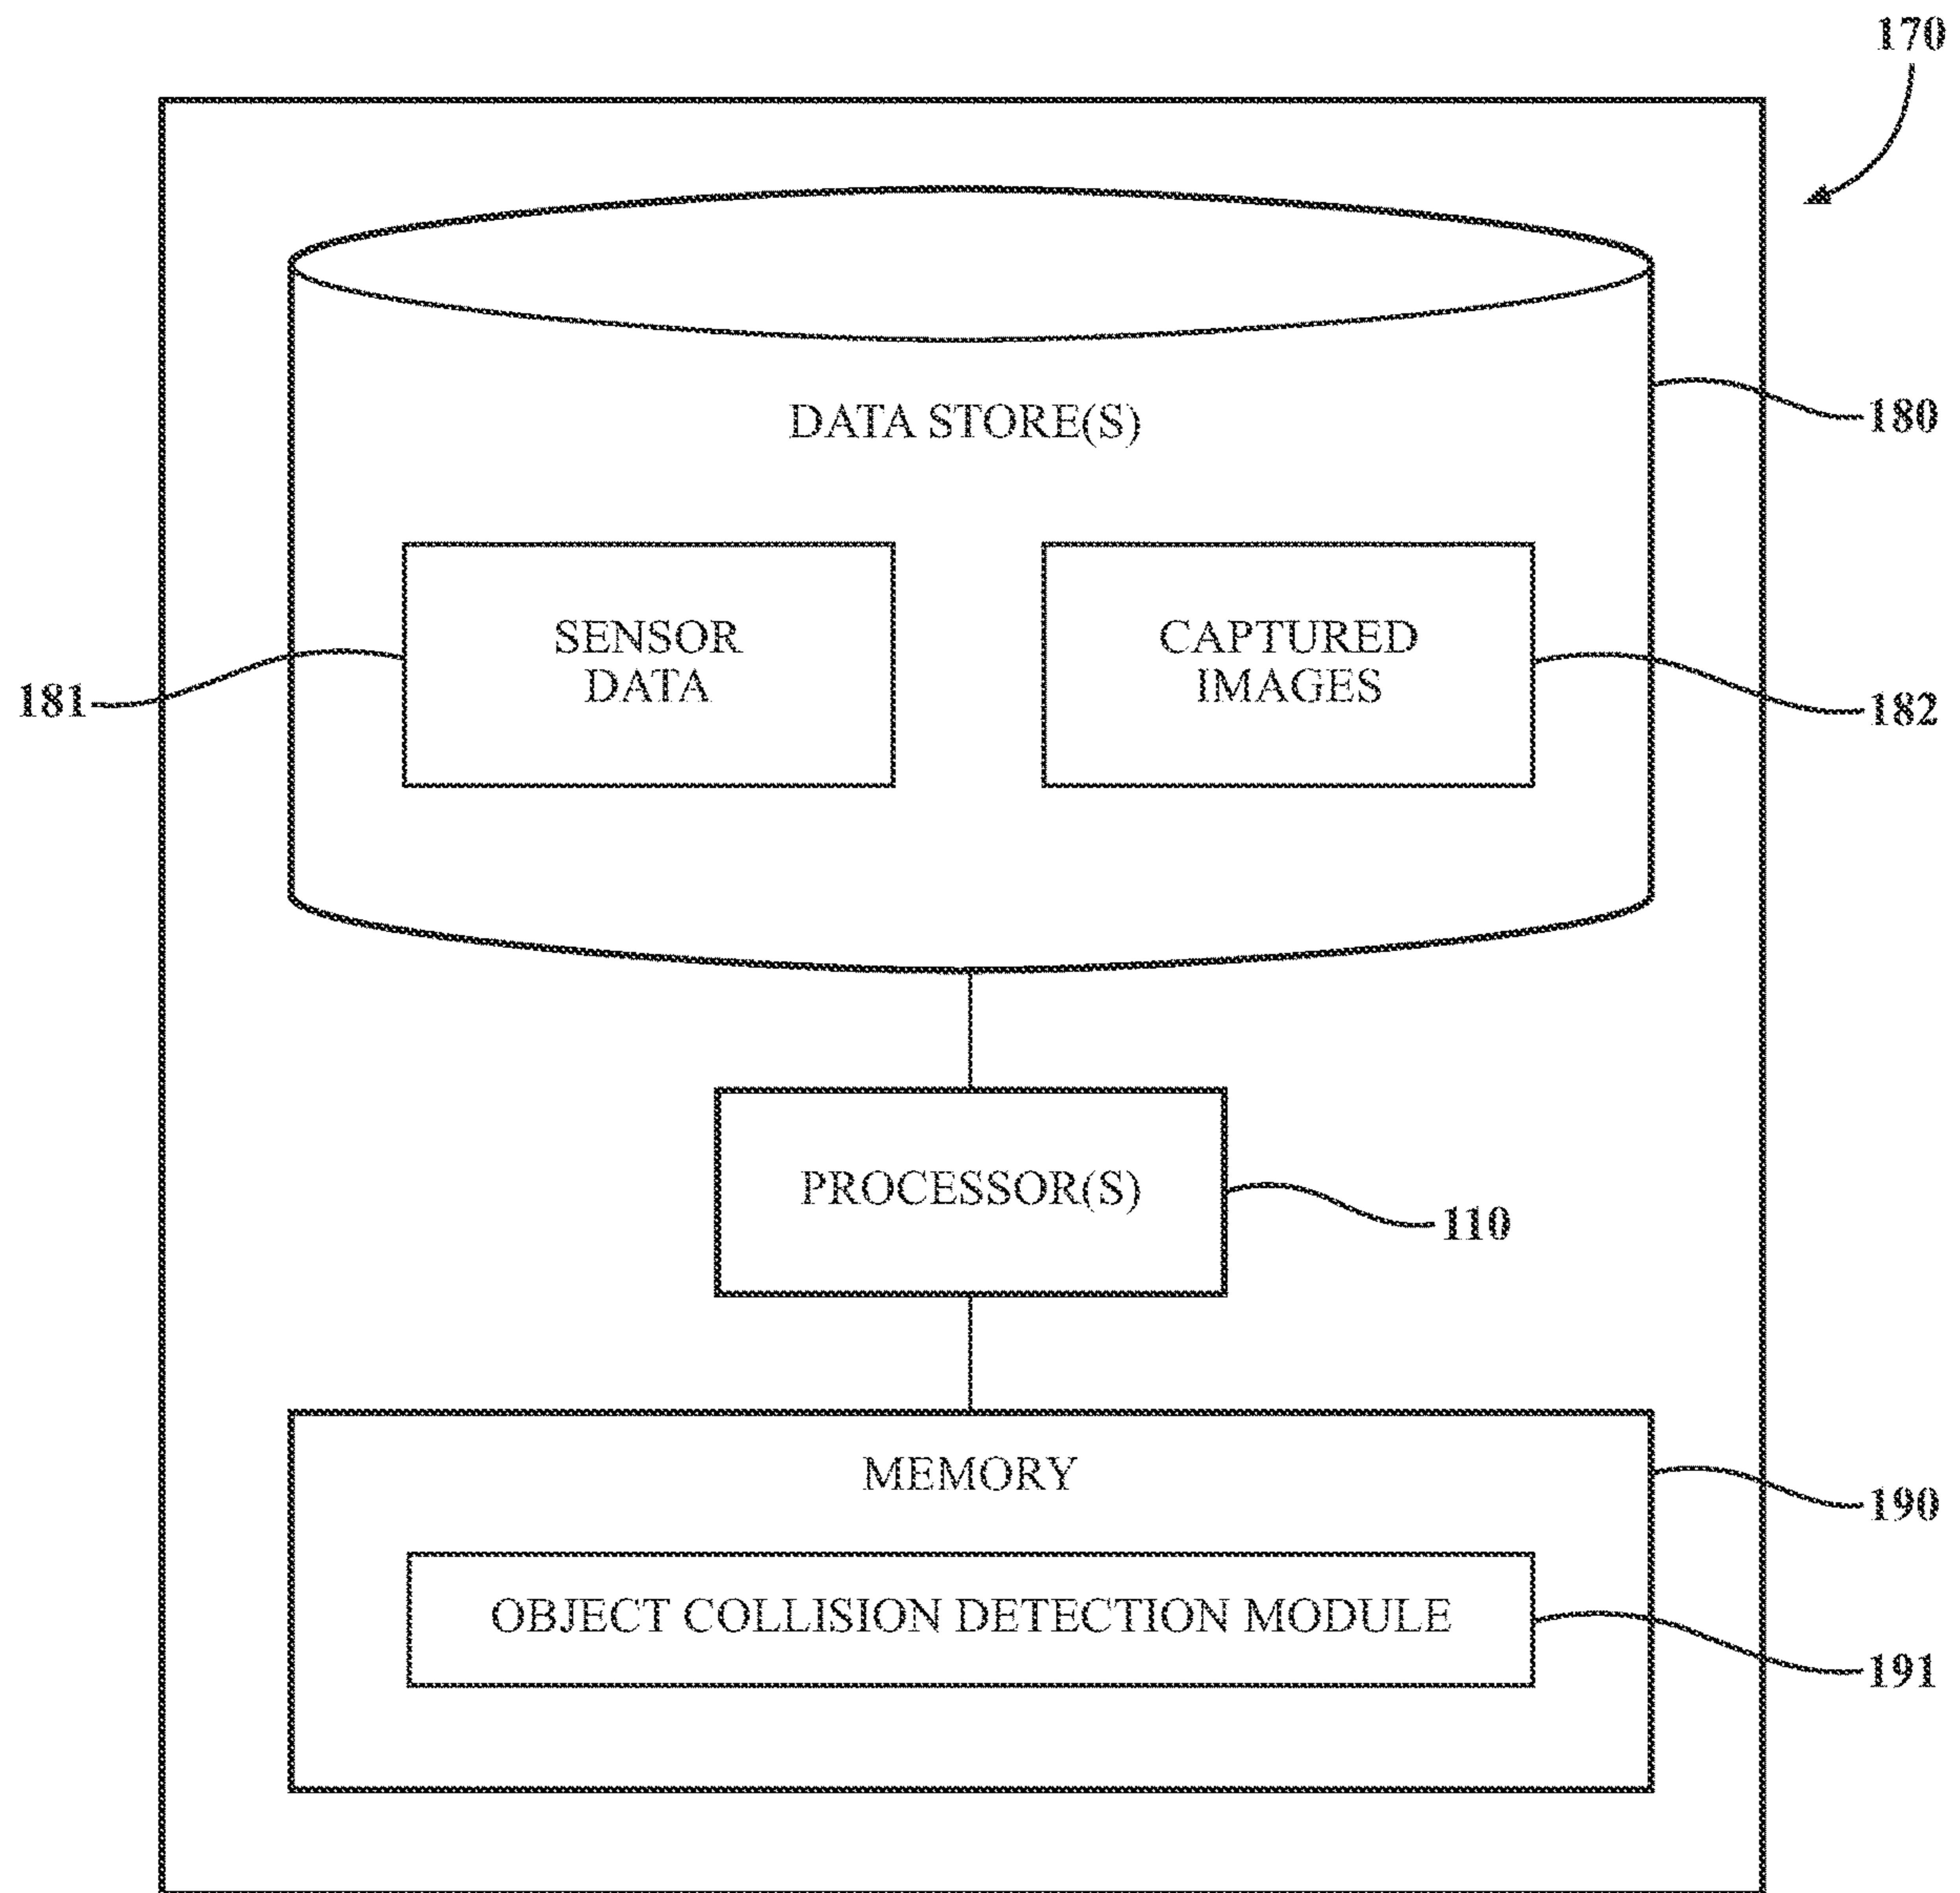 170
DATA STORE(S)
180
SENSOR
DATA
CAPTURED
IMAGES
181
182
PROCESSOR(S)
110
MEMORY
190
OBJECT COLLISION DETECTION MODULE
191